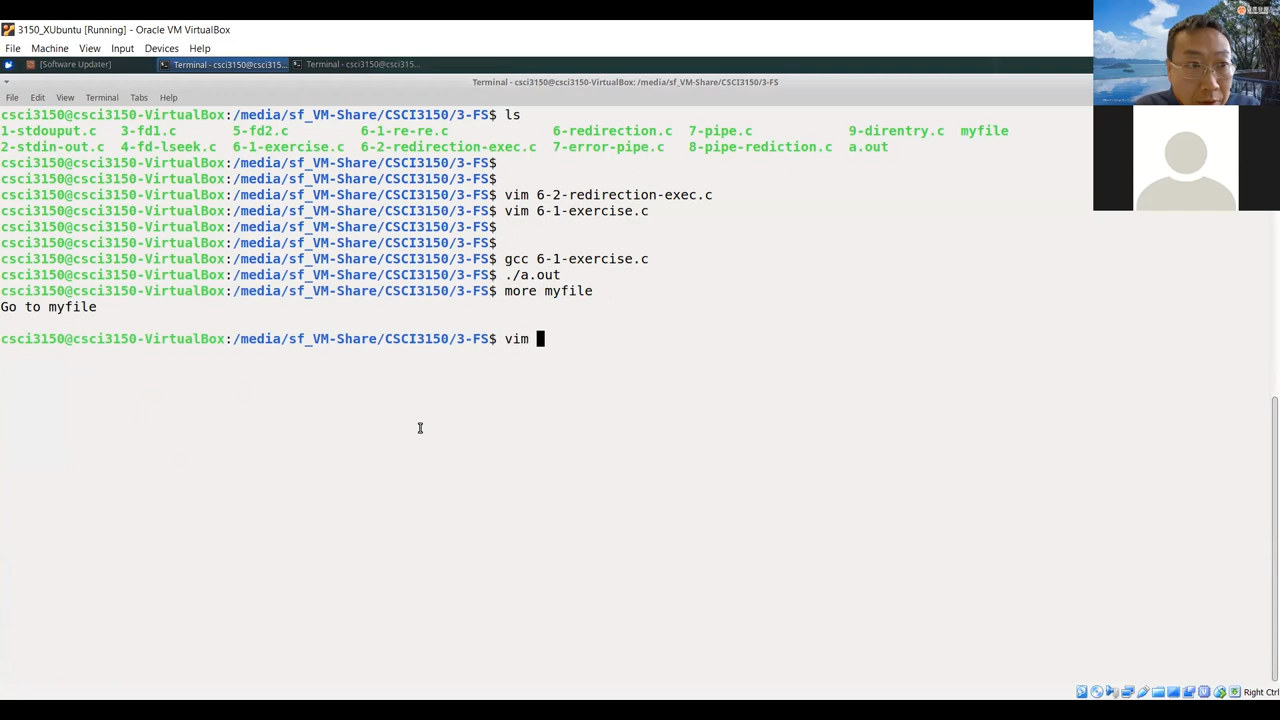 3150_XUbuntu [Running] - Oracle VM VirtualBox
File Machine View Input Devices Help
[Software Updater] Terminal - csci3150@csci315... Terminal - csci3150@csci315...
Terminal - csci3150@csci3150-VirtualBox: /media/sf_VM-Share/CSCI3150/3-FS
File Edit View Terminal Tabs Help
csci3150@csci3150-VirtualBox:/media/sf_VM-Share/CSCI3150/3-FS$ ls
1-stdouput.c 3-fd1.c 5-fd2.c 6-1-re-re.c 6-redirection.c 7-pipe.c 9-direntry.c myfile
2-stdin-out.c 4-fd-lseek.c 6-1-exercise.c 6-2-redirection-exec.c 7-error-pipe.c 8-pipe-rediction.c a.out
csci3150@csci3150-VirtualBox:/media/sf_VM-Share/CSCI3150/3-FS$
csci3150@csci3150-VirtualBox:/media/sf_VM-Share/CSCI3150/3-FS$
csci3150@csci3150-VirtualBox:/media/sf_VM-Share/CSCI3150/3-FS$ vim 6-2-redirection-exec.c
csci3150@csci3150-VirtualBox:/media/sf_VM-Share/CSCI3150/3-FS$ vim 6-1-exercise.c
csci3150@csci3150-VirtualBox:/media/sf_VM-Share/CSCI3150/3-FS$
csci3150@csci3150-VirtualBox:/media/sf_VM-Share/CSCI3150/3-FS$
csci3150@csci3150-VirtualBox:/media/sf_VM-Share/CSCI3150/3-FS$ gcc 6-1-exercise.c
csci3150@csci3150-VirtualBox:/media/sf_VM-Share/CSCI3150/3-FS$ ./a.out
csci3150@csci3150-VirtualBox:/media/sf_VM-Share/CSCI3150/3-FS$ more myfile
Go to myfile
csci3150@csci3150-VirtualBox:/media/sf_VM-Share/CSCI3150/3-FS$ vim
Right Ctrl